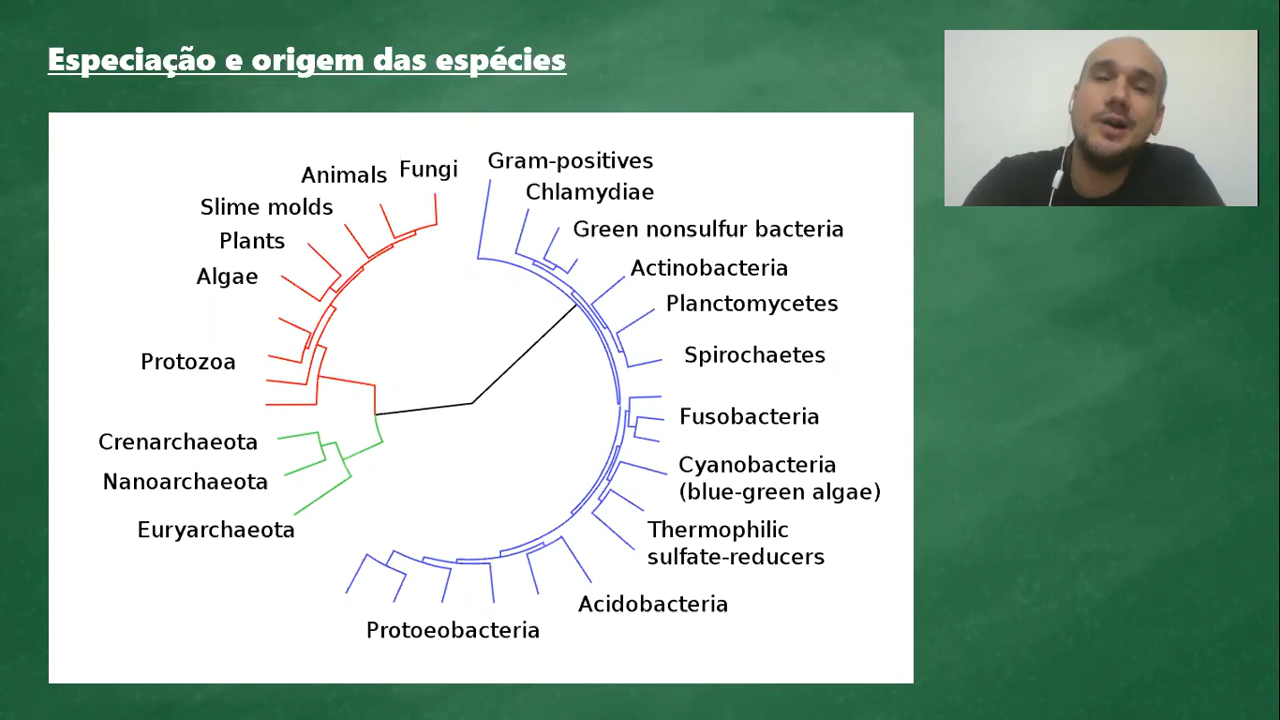 Especiação e origem das espécies
Animals
Fungi
Gram-positives
Slime molds
Chlamydiae
Plants
Green nonsulfur bacteria
Algae
Actinobacteria
Planctomycetes
Protozoa
Spirochaetes
Crenarchaeota
Fusobacteria
Nanoarchaeota
Cyanobacteria
(blue-green algae)
Euryarchaeota
Thermophilic
sulfate-reducers
Acidobacteria
Protoeobacteria